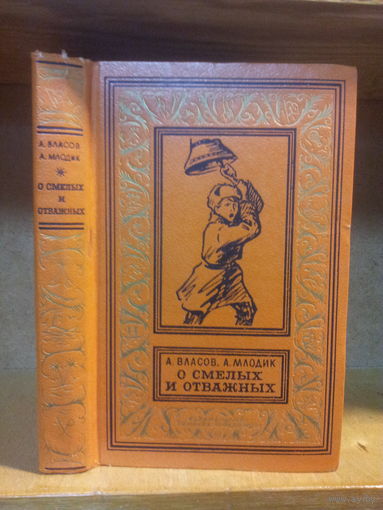 А. ВЛАСОВ
А. МЛОДИК
О СМЕЛЫХ
И
ОТВАЖНЫХ
А. ВЛАСОВ, А. МЛОДИК
О СМЕЛЫХ
И ОТВАЖНЫХ